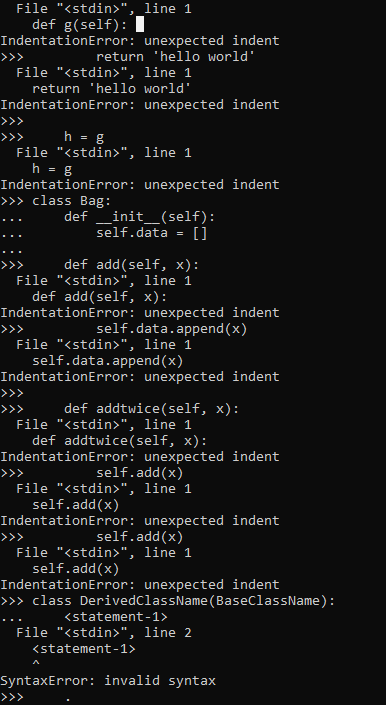 File "<stdin>", line 1
    def g(self):
IndentationError: unexpected indent
>>>         return 'hello world'
  File "<stdin>", line 1
    return 'hello world'
IndentationError: unexpected indent
>>>
>>>     h = g
  File "<stdin>", line 1
    h = g
IndentationError: unexpected indent
>>> class Bag:
...     def __init__(self):
...         self.data = []
...
>>>     def add(self, x):
  File "<stdin>", line 1
    def add(self, x):
IndentationError: unexpected indent
>>>         self.data.append(x)
  File "<stdin>", line 1
    self.data.append(x)
IndentationError: unexpected indent
>>>
>>>     def addtwice(self, x):
  File "<stdin>", line 1
    def addtwice(self, x):
IndentationError: unexpected indent
>>>         self.add(x)
  File "<stdin>", line 1
    self.add(x)
IndentationError: unexpected indent
>>>         self.add(x)
  File "<stdin>", line 1
    self.add(x)
IndentationError: unexpected indent
>>> class DerivedClassName(BaseClassName):
...     <statement-1>
  File "<stdin>", line 2
    <statement-1>
    ^
SyntaxError: invalid syntax
>>>     .